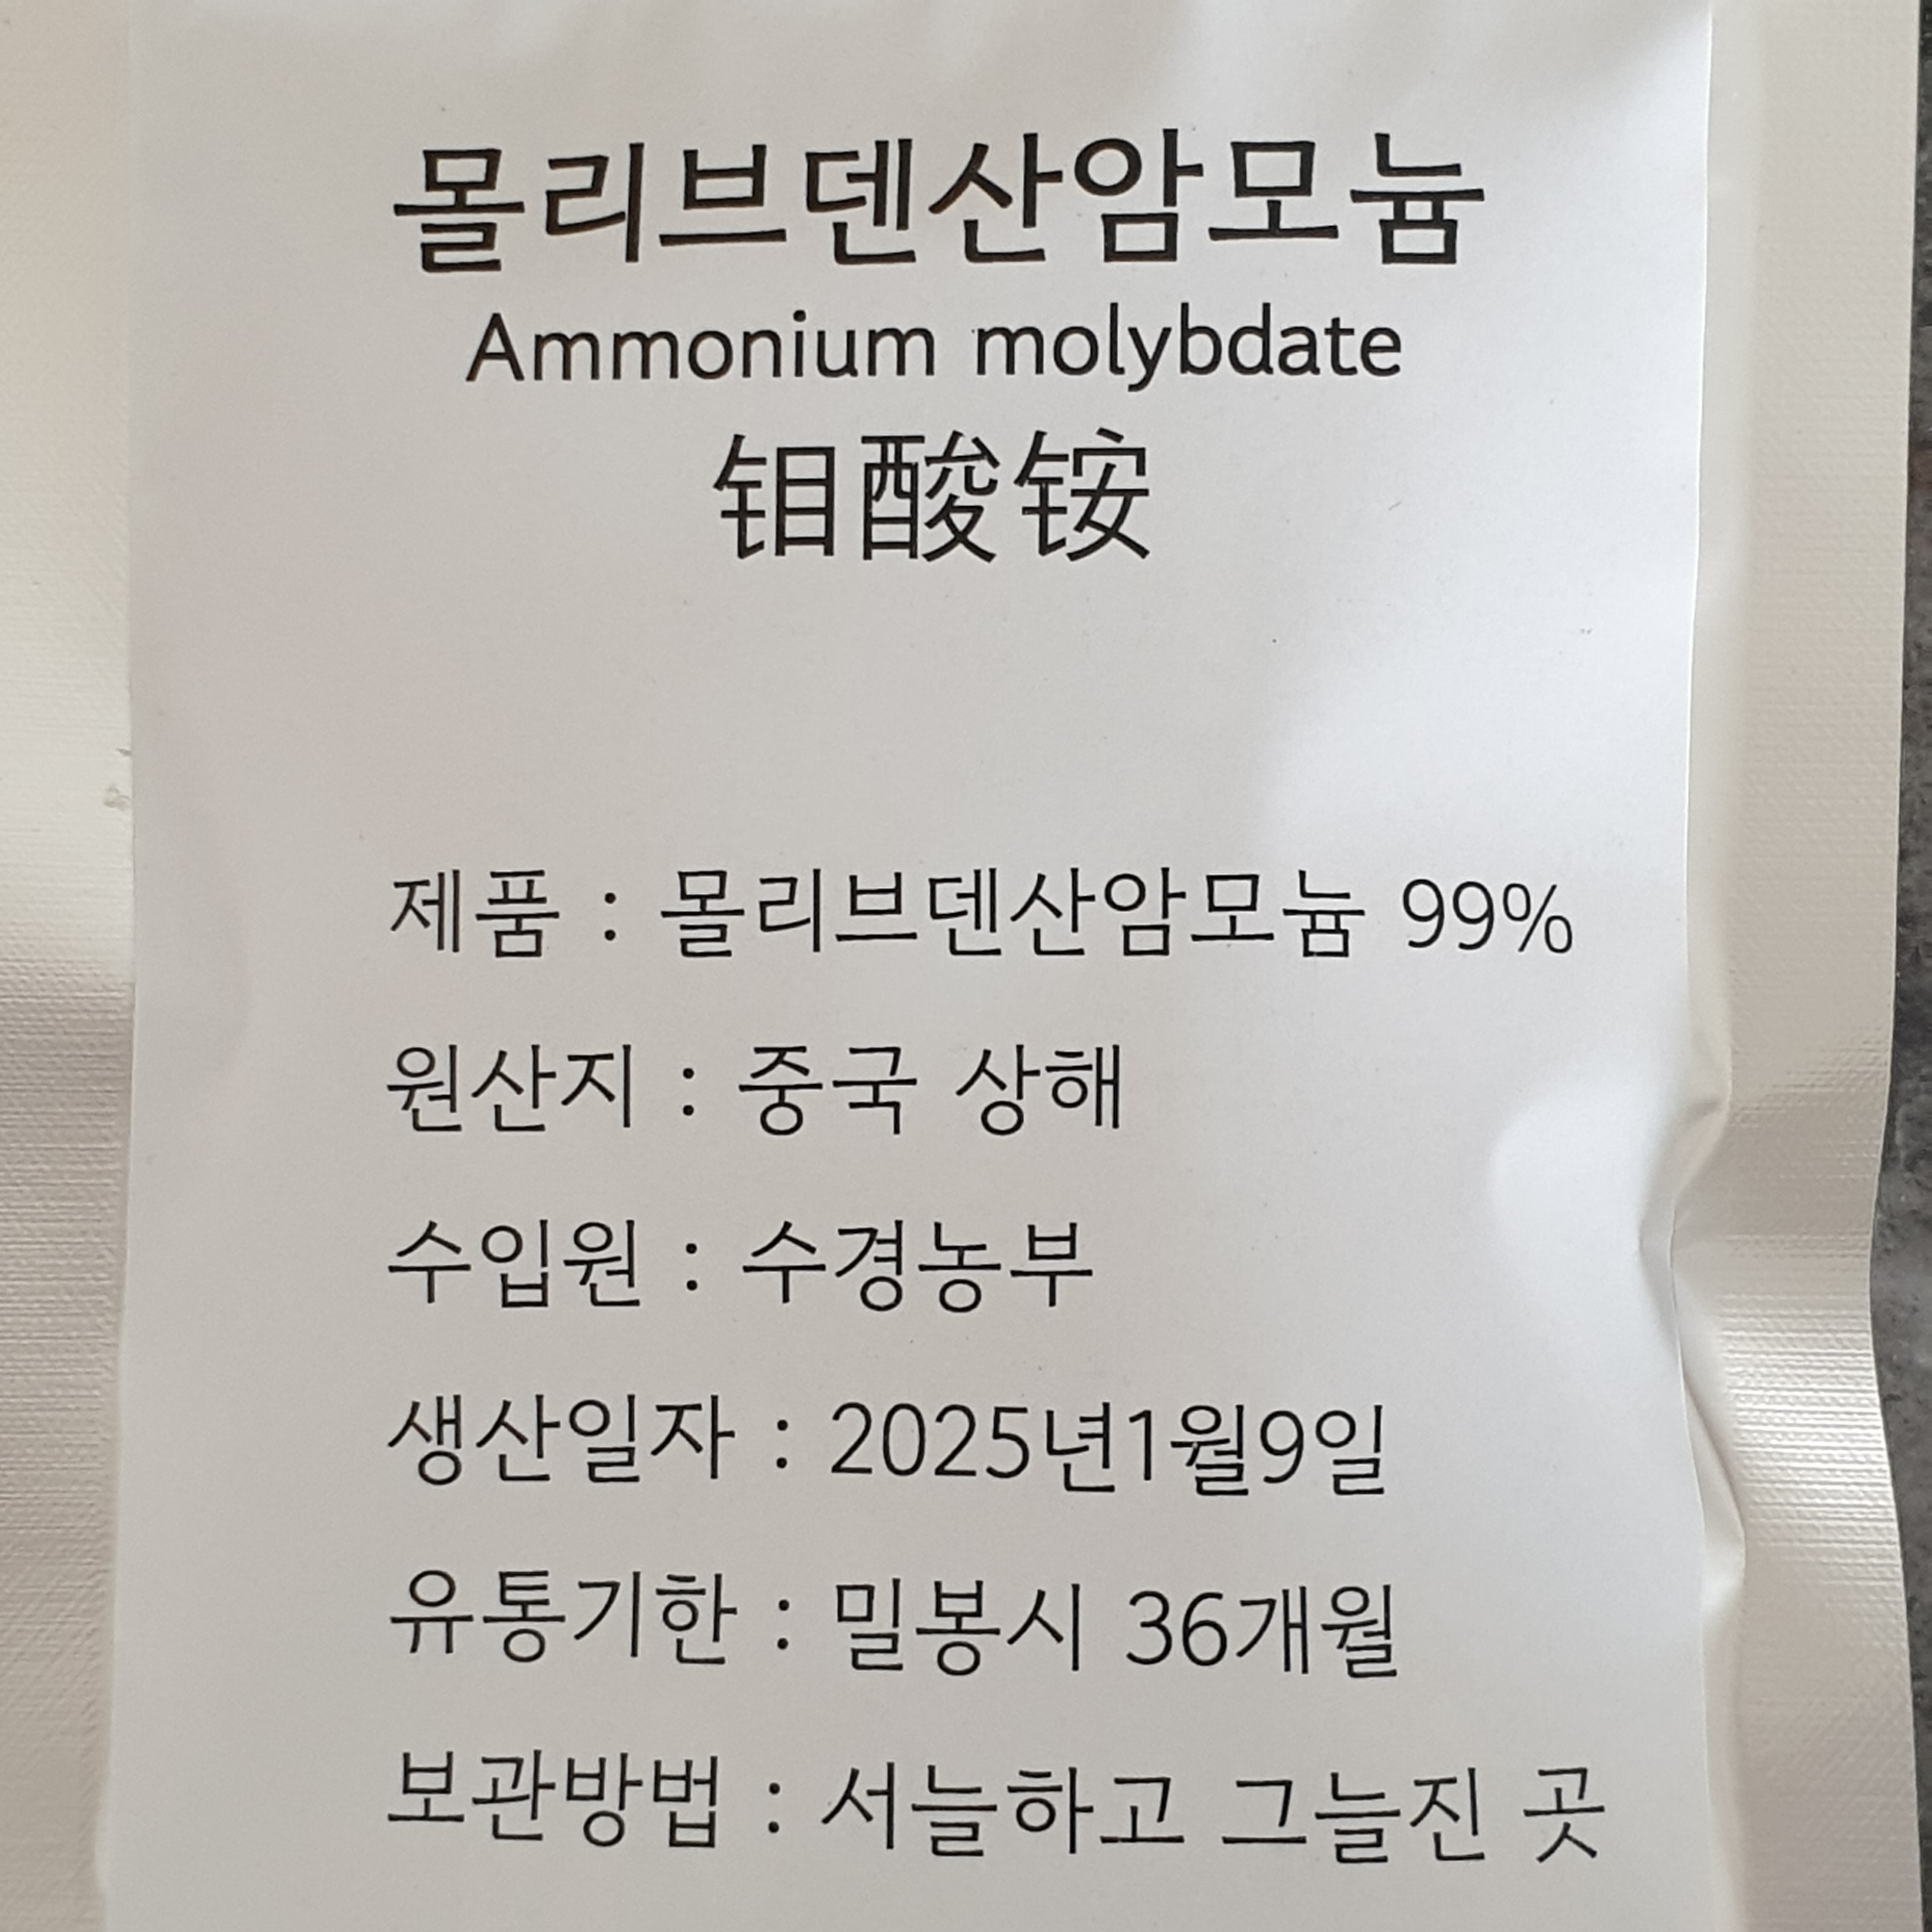 몰리브덴산암모늄
Ammonium molybdate
钼酸铵
제품 : 몰리브덴산암모늄 99%
원산지 : 중국 상해
수입원 : 수경농부
생산일자 : 2025년1월9일
유통기한 : 밀봉시 36개월
보관방법 : 서늘하고 그늘진 곳